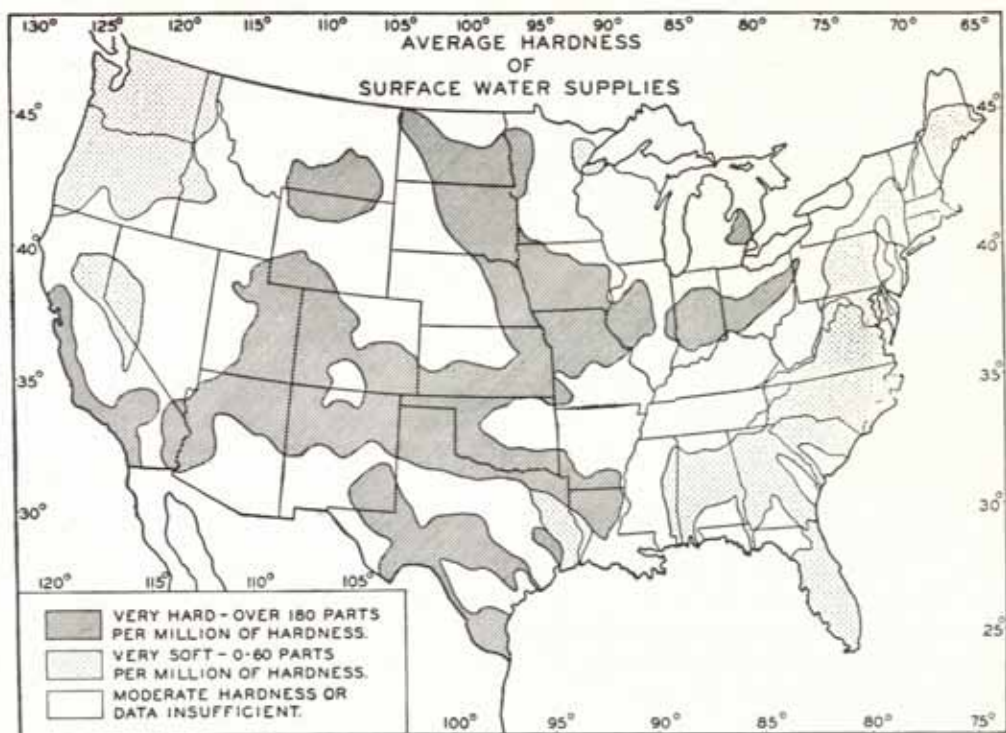 130° 125° 120° 115° 110° 105° 100° 95° 90° 85° 80° 75° 70° 65°
AVERAGE HARDNESS
OF
SURFACE WATER SUPPLIES
45° 45°
40° 40°
35° 35°
30° 30°
120° 115° 110° 105°
25°
VERY HARD - OVER 180 PARTS
PER MILLION OF HARDNESS.
VERY SOFT - 0-60 PARTS
PER MILLION OF HARDNESS.
MODERATE HARDNESS OR
DATA INSUFFICIENT.
100° 95° 90° 85° 80° 75°